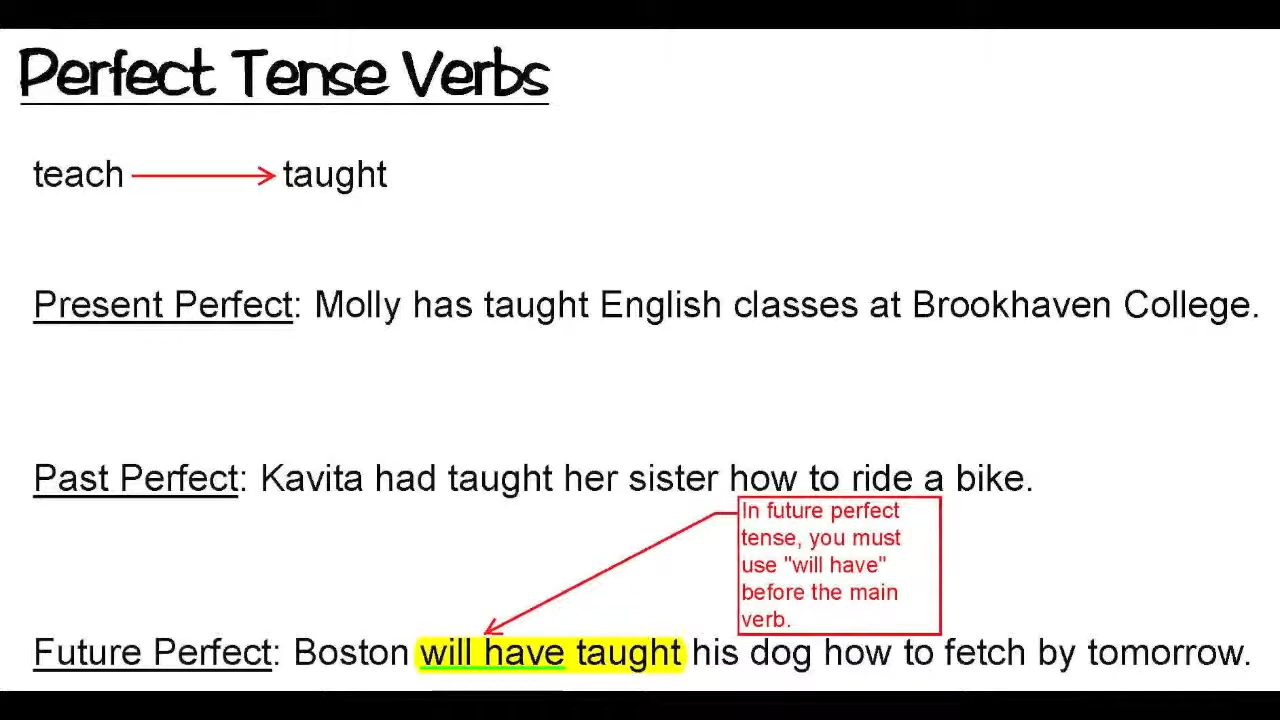 Perfect Tense Verbs
teach taught
Present Perfect: Molly has taught English classes at Brookhaven College.
Past Perfect: Kavita had taught her sister how to ride a bike.
In future perfect
tense, you must
use "will have"
before the main
verb.
Future Perfect: Boston will have taught his dog how to fetch by tomorrow.